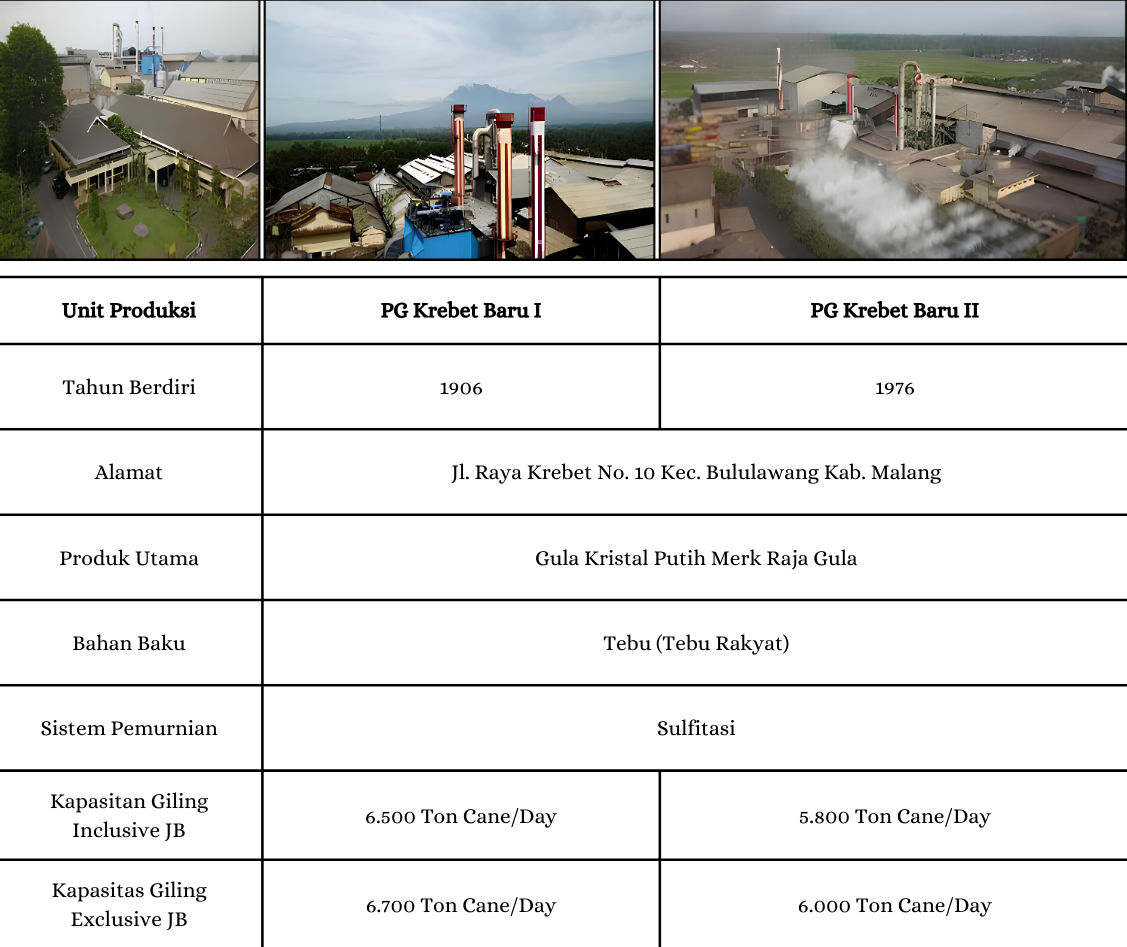 Unit Produksi
PG Krebet Baru I
PG Krebet Baru II
Tahun Berdiri
1906
1976
Alamat
Jl. Raya Krebet No. 10 Kec. Bululawang Kab. Malang
Produk Utama
Gula Kristal Putih Merk Raja Gula
Bahan Baku
Tebu (Tebu Rakyat)
Sistem Pemurnian
Sulfitasi
Kapasitan Giling
Inclusive JB
6.500 Ton Cane/Day
5.800 Ton Cane/Day
Kapasitas Giling
Exclusive JB
6.700 Ton Cane/Day
6.000 Ton Cane/Day